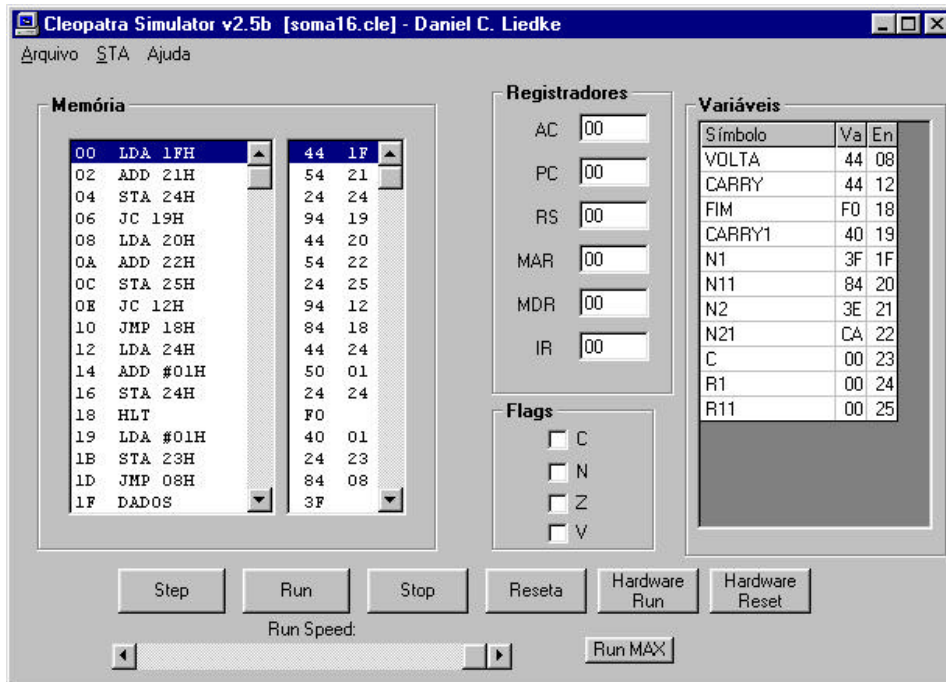 Cleopatra Simulator v2.5b [soma16.cle] - Daniel C. Liedke
Arquivo STA Ajuda
Memória
00 LDA 1FH 44 1F
02 ADD 21H 54 21
04 STA 24H 24 24
06 JC 19H 94 19
08 LDA 20H 44 20
0A ADD 22H 54 22
0C STA 25H 24 25
0E JC 12H 94 12
10 JMP 18H 84 18
12 LDA 24H 44 24
14 ADD #01H 50 01
16 STA 24H 24 24
18 HLT F0
19 LDA #01H 40 01
1B STA 23H 24 23
1D JMP 08H 84 08
1F DADOS 3F
Registradores
AC 00
PC 00
RS 00
MAR 00
MDR 00
IR 00
Flags
C
N
Z
V
Variáveis
Símbolo Va En
VOLTA 44 08
CARRY 44 12
FIM F0 18
CARRY1 40 19
N1 3F 1F
N11 84 20
N2 3E 21
N21 CA 22
C 00 23
R1 00 24
R11 00 25
Step Run Stop Reseta Hardware Run Hardware Reset
Run Speed:
Run MAX